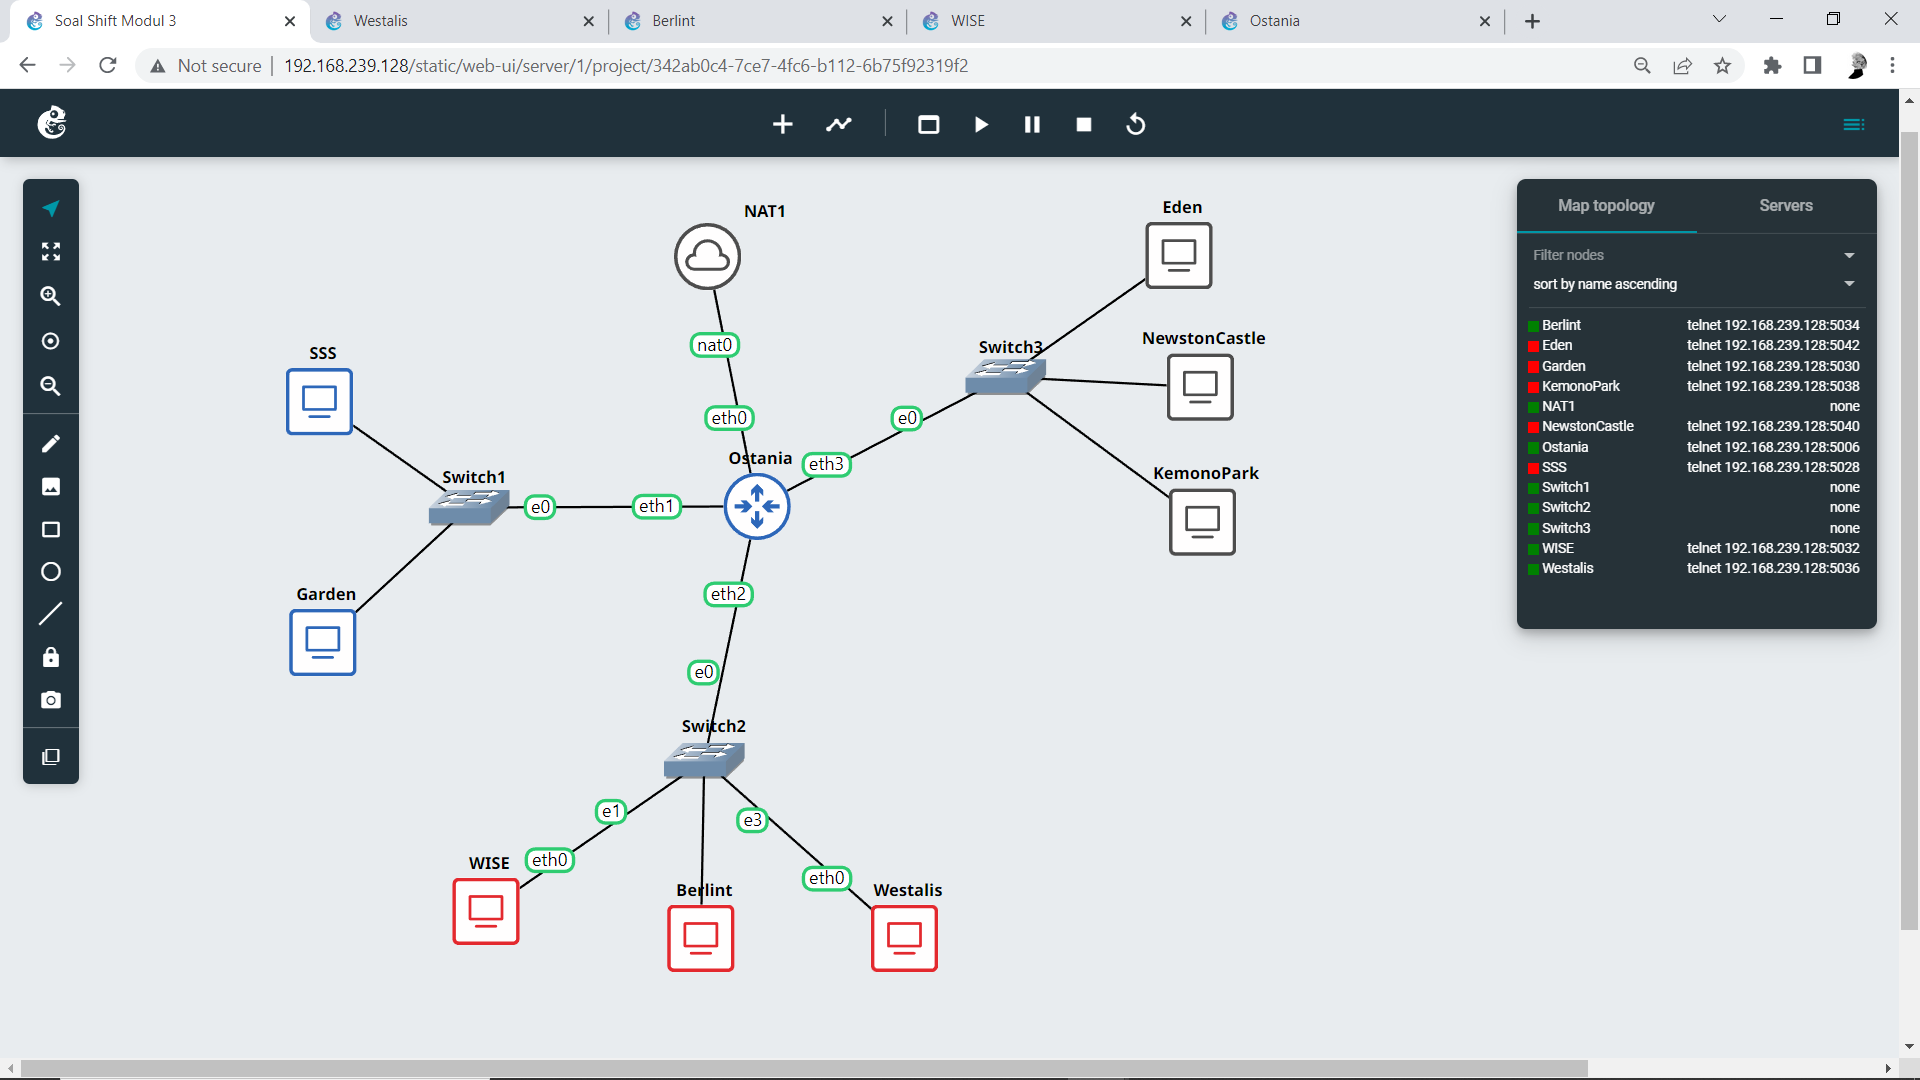 Soal Shift Modul 3
Westalis
Berlint
WISE
Ostania
Not secure
192.168.239.128/static/web-ui/server/1/project/342ab0c4-7ce7-4fc6-b112-6b75f92319f2
NAT1
nat0
eth0
SSS
Switch1
e0
eth1
Ostania
eth3
e0
Switch3
Eden
NewstonCastle
KemonoPark
Garden
eth2
e0
Switch2
e1
e3
WISE
eth0
Berlint
eth0
Westalis
Map topology
Servers
Filter nodes
sort by name ascending
Berlint telnet 192.168.239.128:5034
Eden telnet 192.168.239.128:5042
Garden telnet 192.168.239.128:5030
KemonoPark telnet 192.168.239.128:5038
NAT1 none
NewstonCastle telnet 192.168.239.128:5040
Ostania telnet 192.168.239.128:5006
SSS telnet 192.168.239.128:5028
Switch1 none
Switch2 none
Switch3 none
WISE telnet 192.168.239.128:5032
Westalis telnet 192.168.239.128:5036